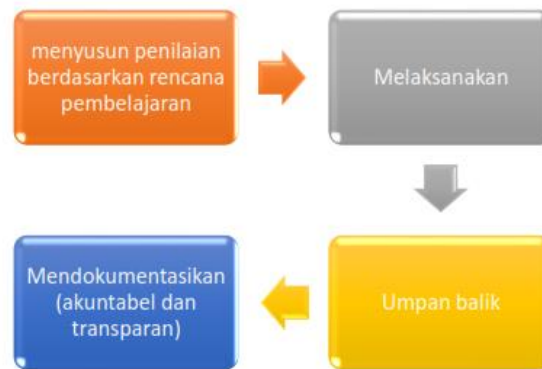 menyusun penilaian
berdasarkan rencana
pembelajaran
Melaksanakan
Umpan balik
Mendokumentasikan
(akuntabel dan
transparan)